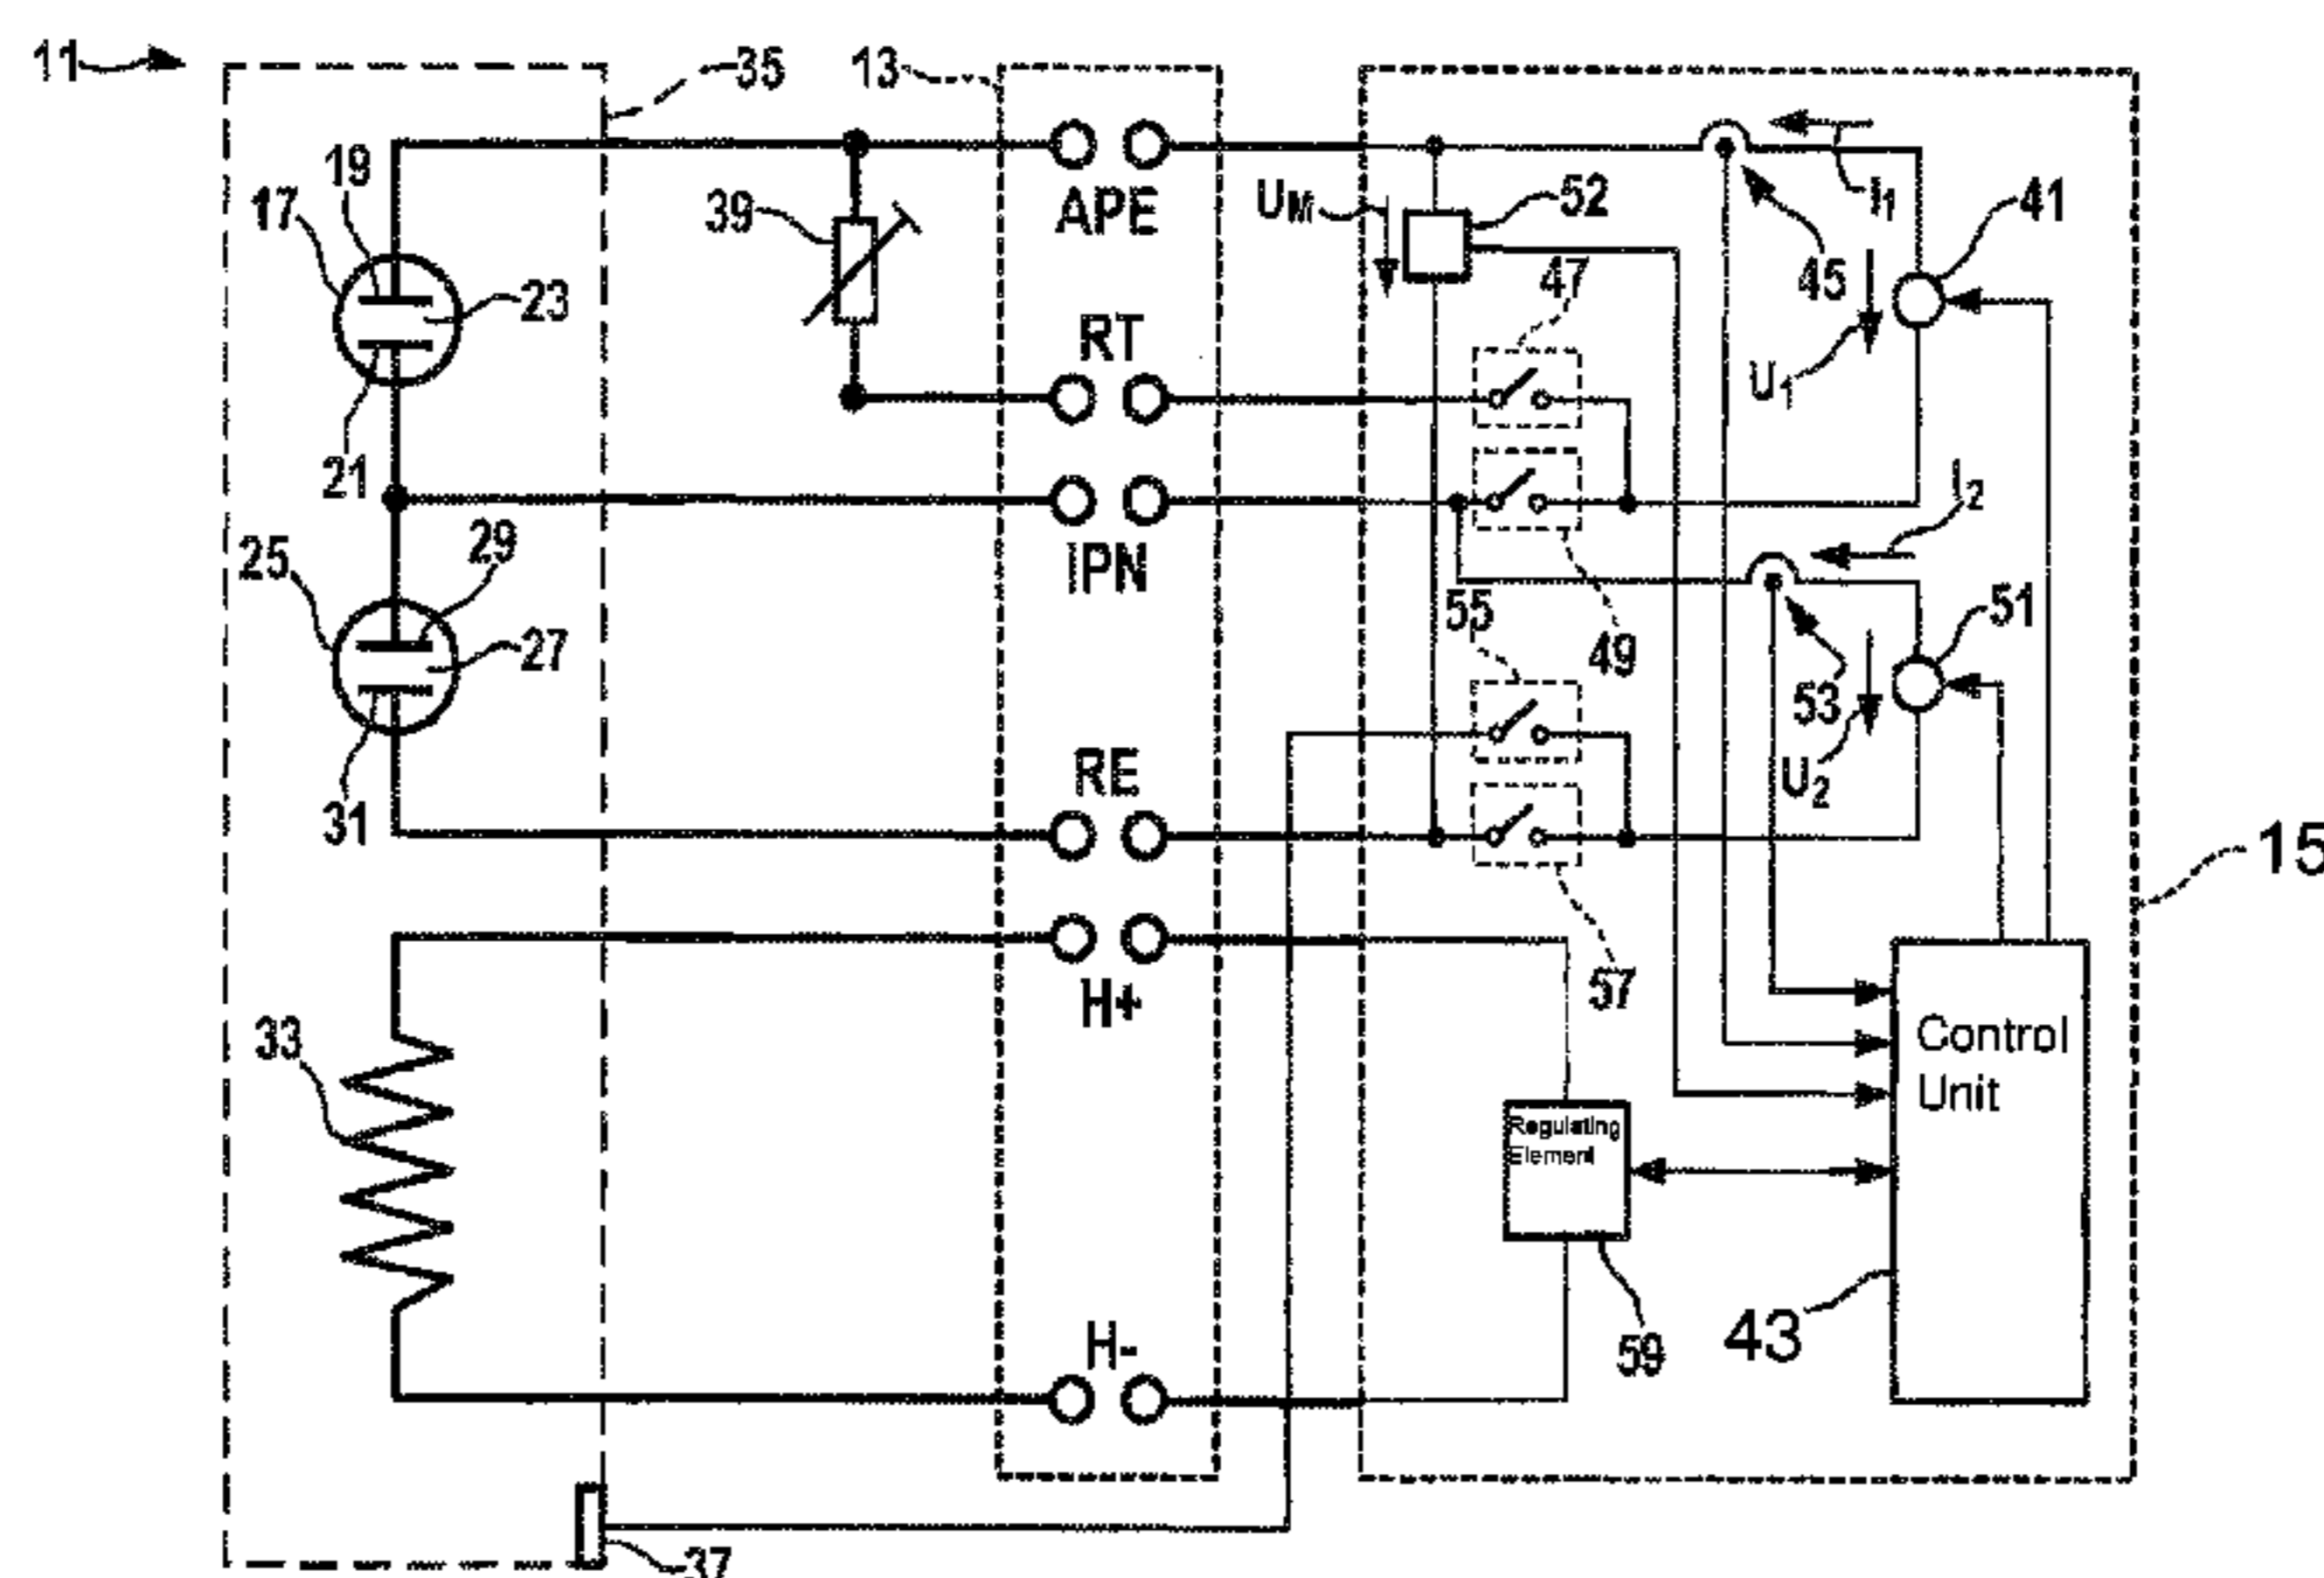 11
35
13
19
17
23
39
APE
UM
52
I1
41
45
47
U1
RT
21
IPN
I2
25
29
27
55
49
51
53
U2
31
RE
15
H+
57
33
Control
Unit
Regulating
Element
43
59
H-
37